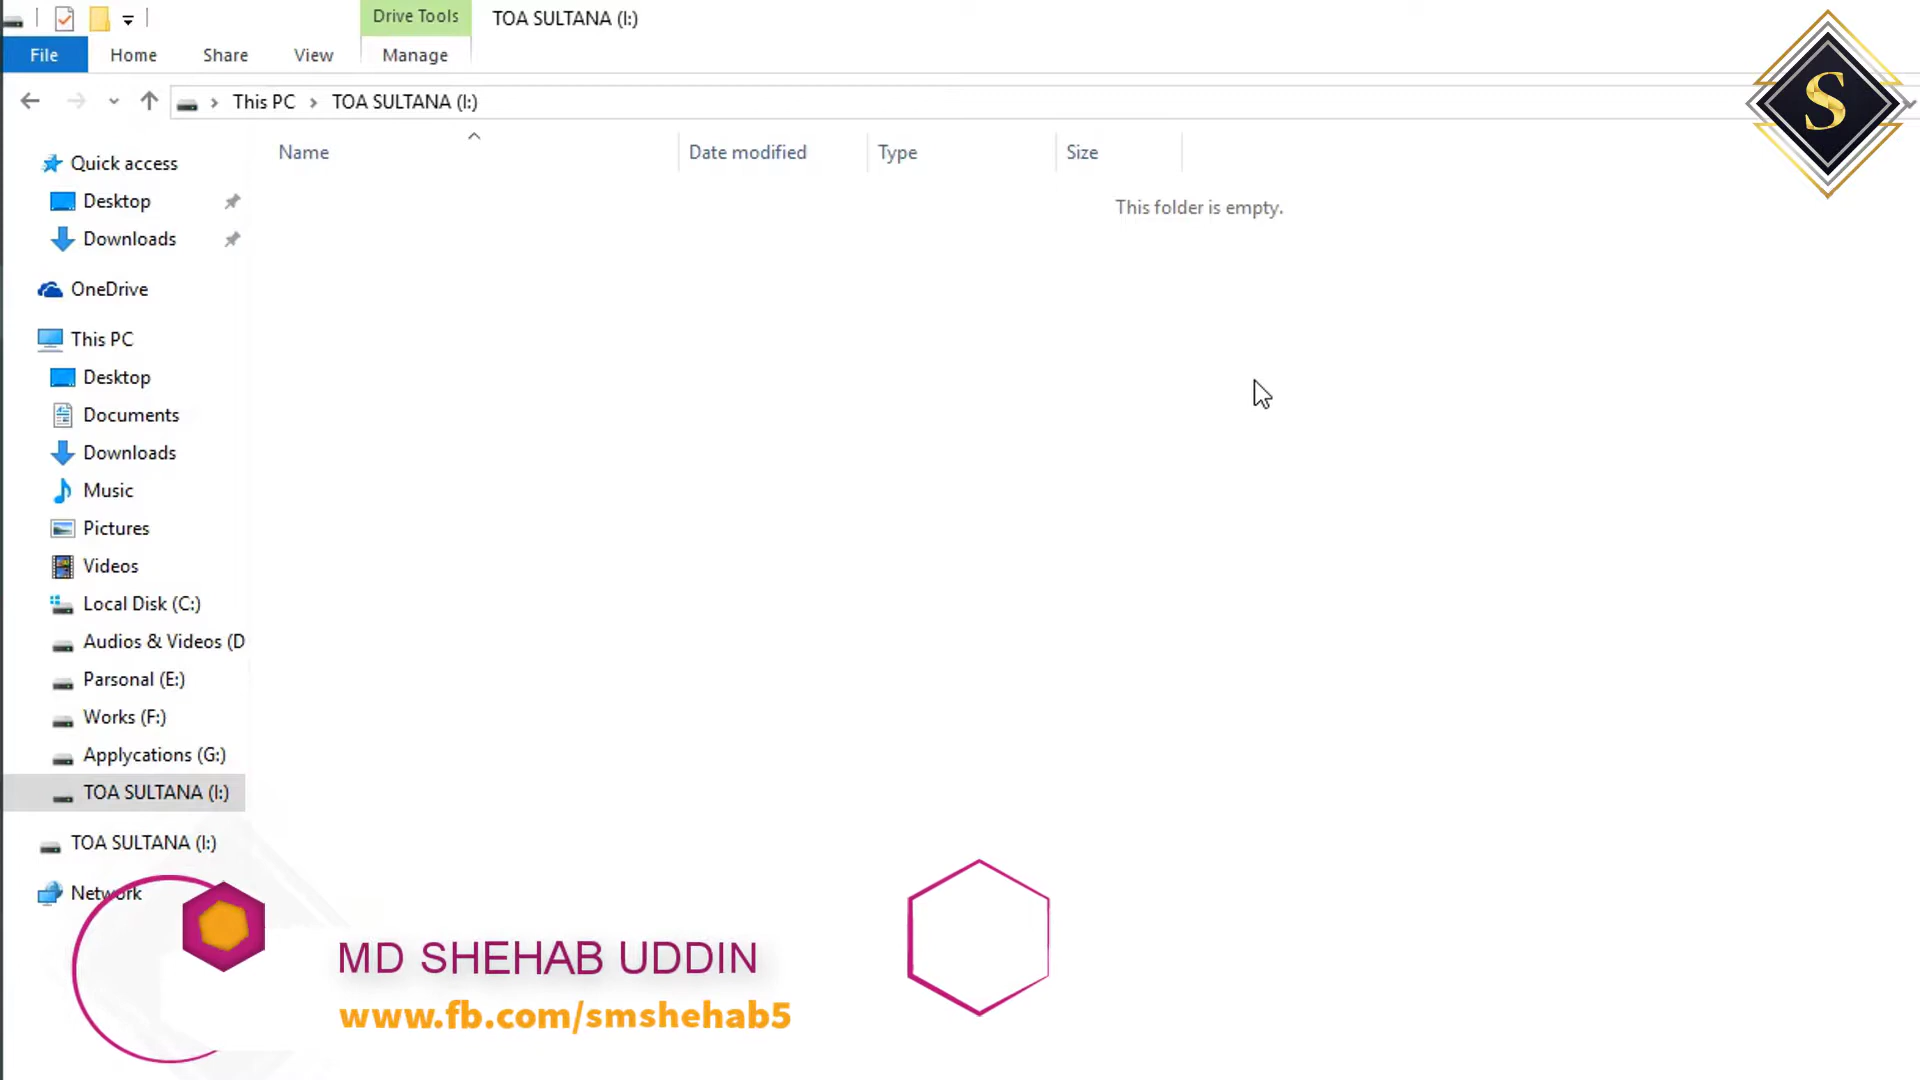 Drive Tools
TOA SULTANA (I:)
File
Home
Share
View
Manage
This PC
TOA SULTANA (I:)
S
Name
Date modified
Type
Size
This folder is empty.
Quick access
Desktop
Downloads
OneDrive
This PC
Desktop
Documents
Downloads
Music
Pictures
Videos
Local Disk (C:)
Audios & Videos (D
Parsonal (E:)
Works (F:)
Applycations (G:)
TOA SULTANA (I:)
TOA SULTANA (I:)
Network
MD SHEHAB UDDIN
www.fb.com/smshehab5